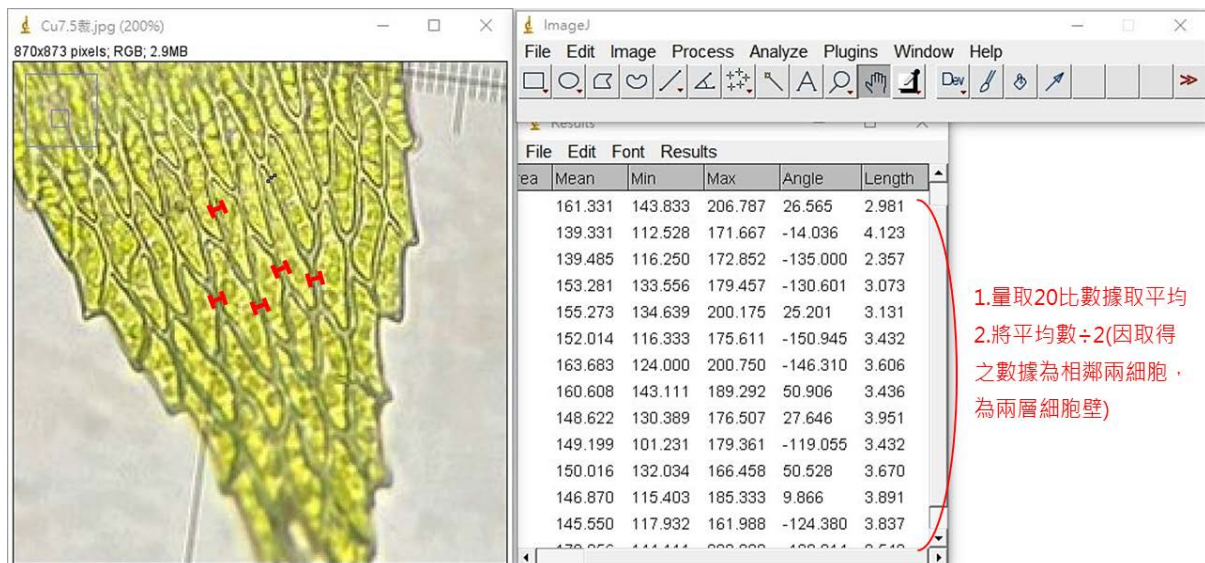 Cu7.5裁.jpg (200%)
870x873 pixels; RGB; 2.9MB
ImageJ
File Edit Image Process Analyze Plugins Window Help
Dev
Results
File Edit Font Results
rea Mean Min Max Angle Length
161.331 143.833 206.787 26.565 2.981
139.331 112.528 171.667 -14.036 4.123
139.485 116.250 172.852 -135.000 2.357
153.281 133.556 179.457 -130.601 3.073
155.273 134.639 200.175 25.201 3.131
152.014 116.333 175.611 -150.945 3.432
163.683 124.000 200.750 -146.310 3.606
160.608 143.111 189.292 50.906 3.436
148.622 130.389 176.507 27.646 3.951
149.199 101.231 179.361 -119.055 3.432
150.016 132.034 166.458 50.528 3.670
146.870 115.403 185.333 9.866 3.891
145.550 117.932 161.988 -124.380 3.837
1.量取20比數據取平均
2.將平均數÷2(因取得
之數據為相鄰兩細胞，
為兩層細胞壁)